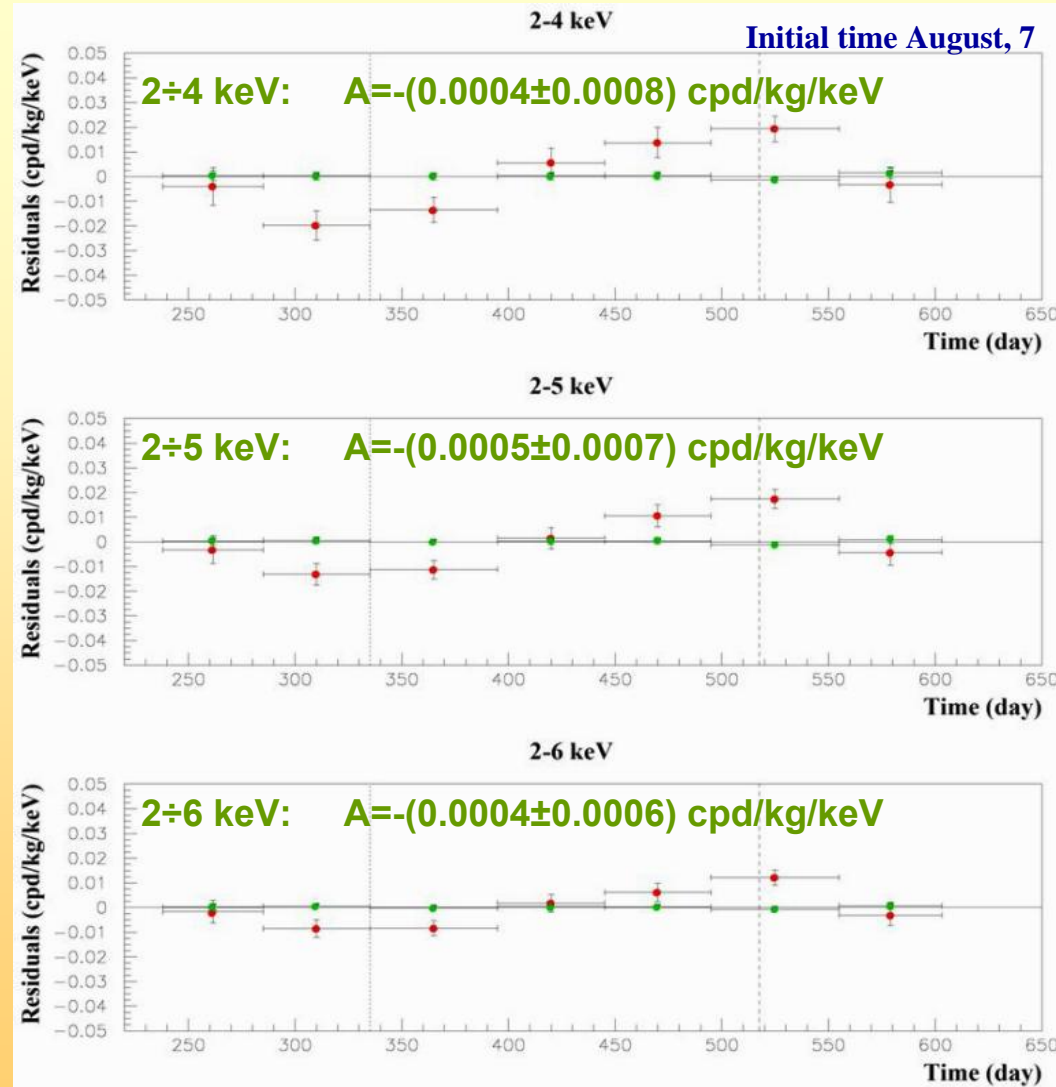 2-4 keV
Initial time August, 7
2÷4 keV: A=-(0.0004±0.0008) cpd/kg/keV
Residuals (cpd/kg/keV)
0.05
0.04
0.03
0.02
0.01
0
−0.01
−0.02
−0.03
−0.04
−0.05
250 300 350 400 450 500 550 600 650
Time (day)
2-5 keV
2÷5 keV: A=-(0.0005±0.0007) cpd/kg/keV
Residuals (cpd/kg/keV)
0.05
0.04
0.03
0.02
0.01
0
−0.01
−0.02
−0.03
−0.04
−0.05
250 300 350 400 450 500 550 600 650
Time (day)
2-6 keV
2÷6 keV: A=-(0.0004±0.0006) cpd/kg/keV
Residuals (cpd/kg/keV)
0.05
0.04
0.03
0.02
0.01
0
−0.01
−0.02
−0.03
−0.04
−0.05
250 300 350 400 450 500 550 600 650
Time (day)